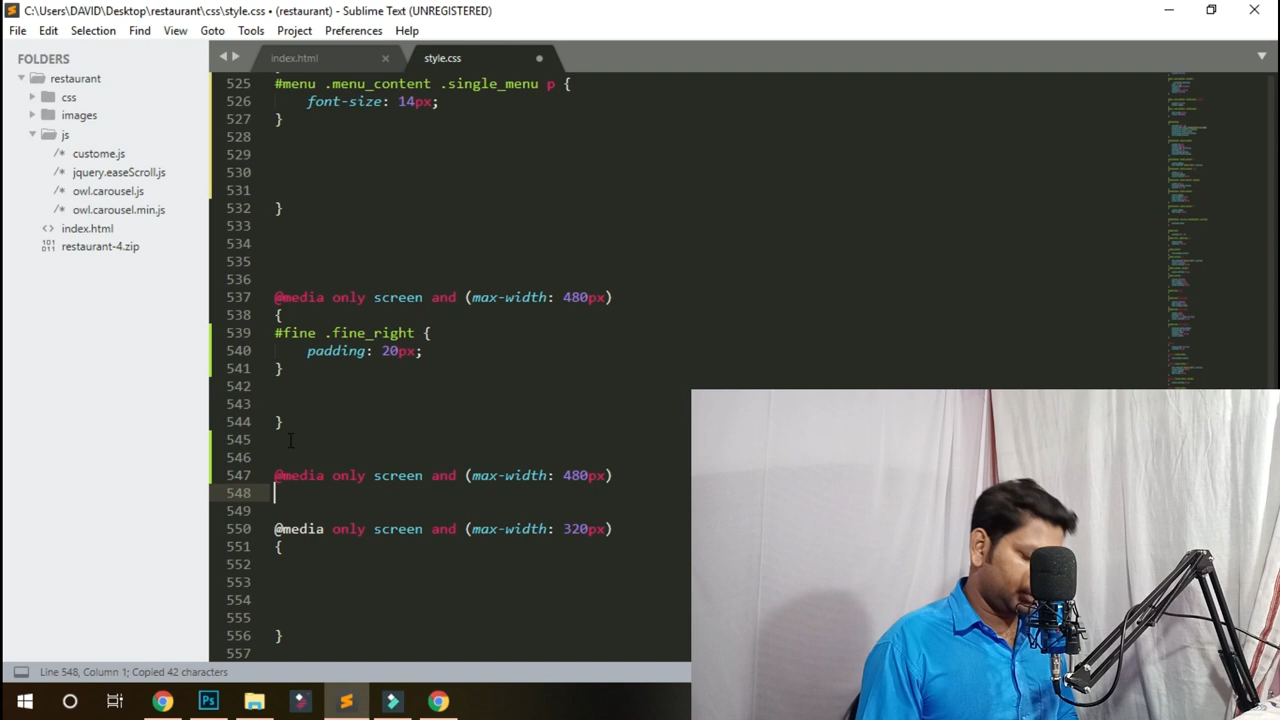 C:\Users\DAVID\Desktop\restaurant\css\style.css • (restaurant) - Sublime Text (UNREGISTERED)
File Edit Selection Find View Goto Tools Project Preferences Help
FOLDERS
restaurant
css
images
js
/* custome.js
/* jquery.easeScroll.js
/* owl.carousel.js
/* owl.carousel.min.js
<> index.html
restaurant-4.zip
index.html style.css
525 #menu .menu_content .single_menu p {
526 font-size: 14px;
527 }
528
529
530
531
532 }
533
534
535
536
537 @media only screen and (max-width: 480px)
538 {
539 #fine .fine_right {
540 padding: 20px;
541 }
542
543
544 }
545
546
547 @media only screen and (max-width: 480px)
548
549
550 @media only screen and (max-width: 320px)
551 {
552
553
554
555
556 }
557
Line 548, Column 1; Copied 42 characters
Ps